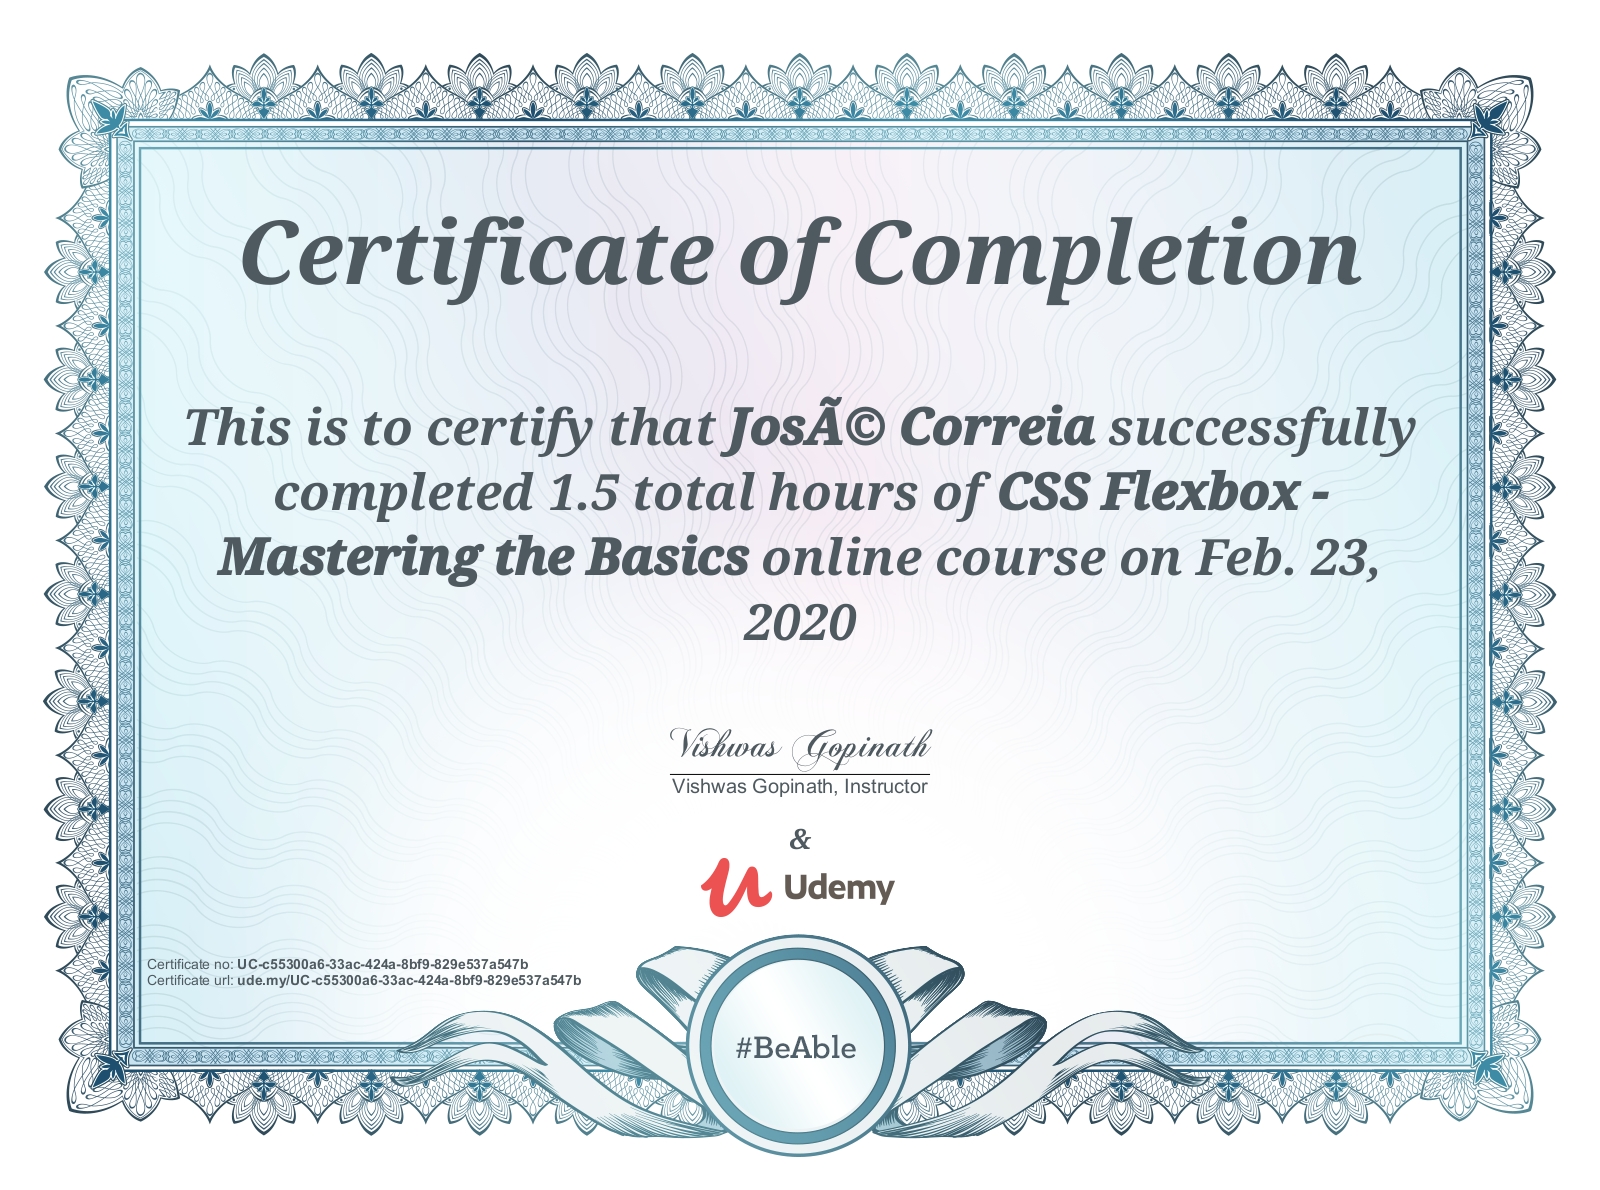 Certificate of Completion
This is to certify that JosÃ© Correia successfully
completed 1.5 total hours of CSS Flexbox -
Mastering the Basics online course on Feb. 23,
2020
Vishwas Gopinath
Vishwas Gopinath, Instructor
&
Udemy
Certificate no: UC-c55300a6-33ac-424a-8bf9-829e537a547b
Certificate url: ude.my/UC-c55300a6-33ac-424a-8bf9-829e537a547b
#BeAble